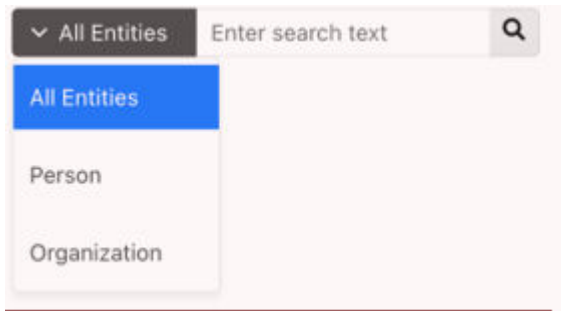 All Entities Enter search text
All Entities
Person
Organization